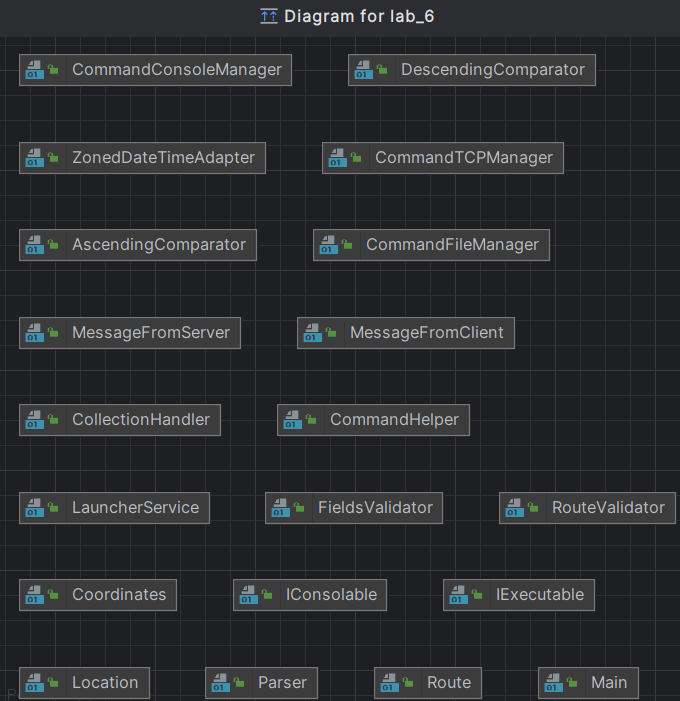 Diagram for lab_6
CommandConsoleManager DescendingComparator
ZonedDateTimeAdapter CommandTCPManager
AscendingComparator CommandFileManager
MessageFromServer MessageFromClient
CollectionHandler CommandHelper
LauncherService FieldsValidator RouteValidator
Coordinates IConsolable IExecutable
Location Parser Route Main